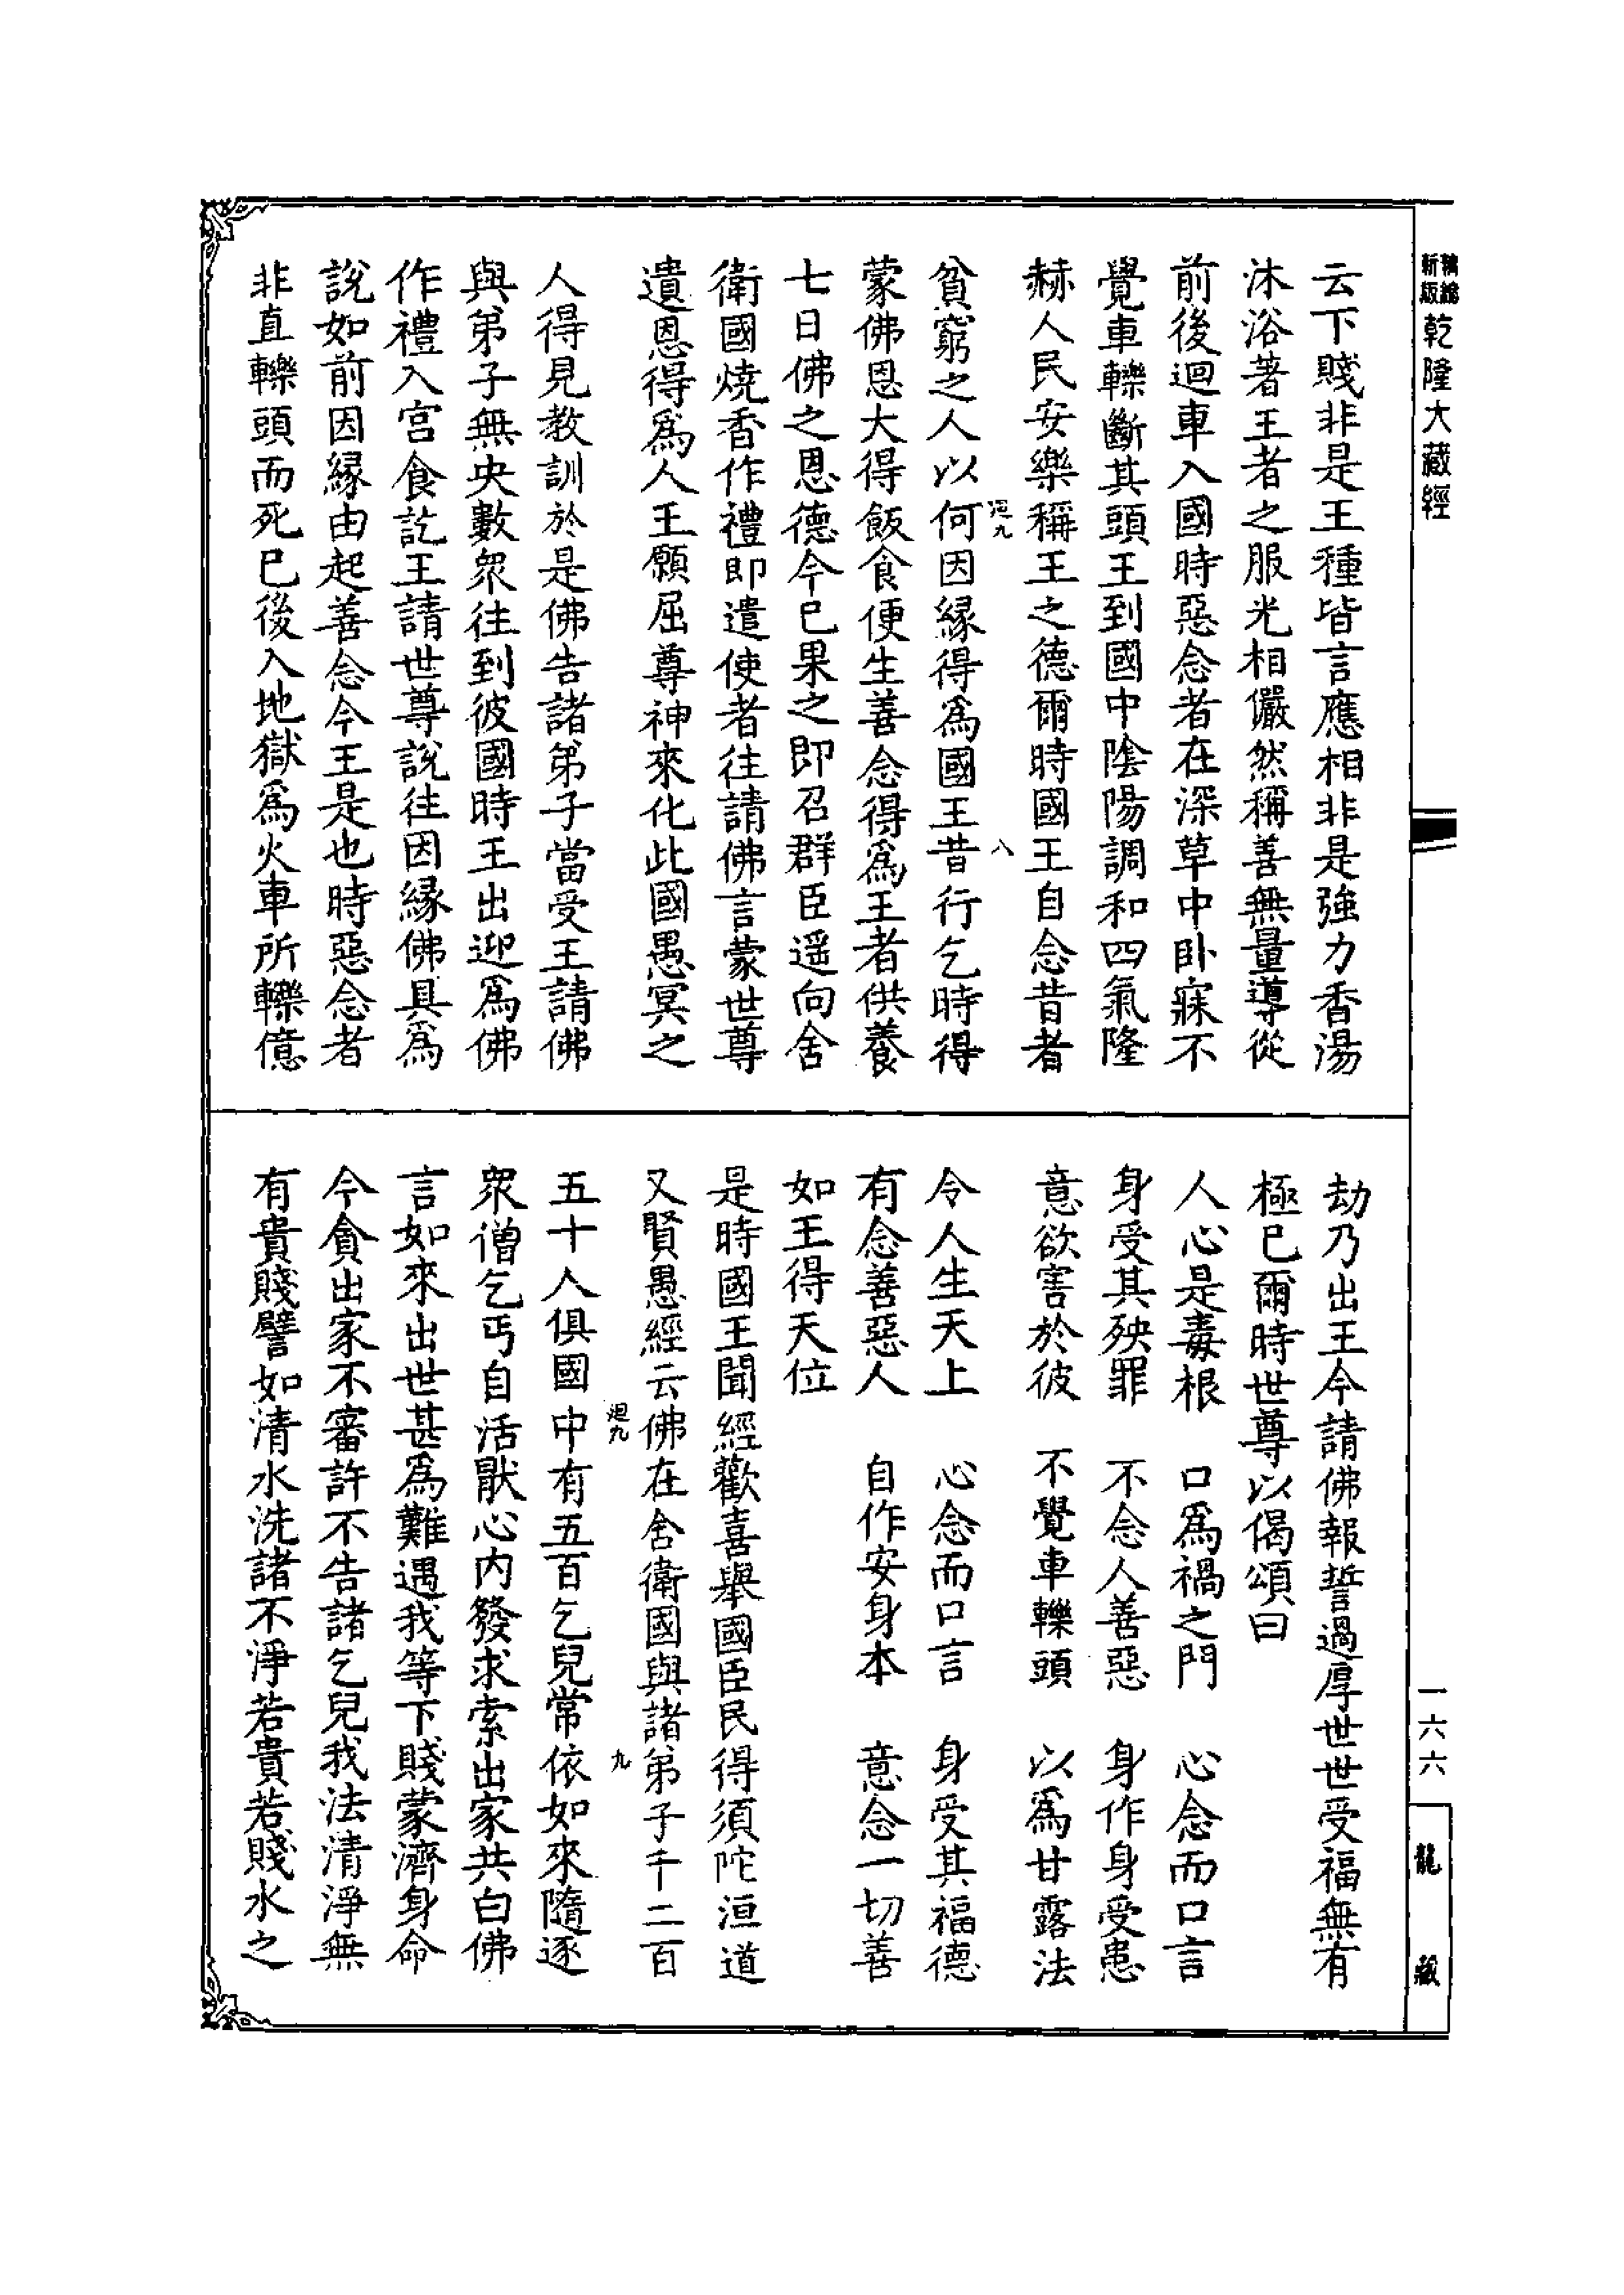 新版
精縮
乾隆大藏經
云下賤非是王種皆言應相非是強力香湯
沐浴著王者之服光相儼然稱善無量導從
前後迴車入國時惡念者在深草中臥寐不
覺車轢斷其頭王到國中陰陽調和四氣隆
赫人民安樂稱王之德爾時國王自念昔者
迴九
八
貧窮之人以何因緣得為國王昔行乞時得
蒙佛恩大得飯食便生善念得為王者供養
七日佛之恩德今已果之即召群臣遥向舍
衛國燒香作禮即遣使者往請佛言蒙世尊
遺恩得為人王願屈尊神來化此國愚冥之
人得見教訓於是佛告諸弟子當受王請佛
與弟子無央數眾往到彼國時王出迎為佛
作禮入宮食訖王請世尊說往因緣佛具為
說如前因緣由起善念今王是也時惡念者
非直轢頭而死已後入地獄為火車所轢億
劫乃出王今請佛報誓過厚世世受福無有
極已爾時世尊以偈頌曰
人心是毒根 口為禍之門 心念而口言
身受其殃罪 不念人善惡 身作身受患
意欲害於彼 不覺車轢頭 以為甘露法
令人生天上 心念而口言 身受其福德
有念善惡人 自作安身本 意念一切善
如王得天位
是時國王聞經歡喜舉國臣民得須陀洹道
又賢愚經云佛在舍衛國與諸弟子千二百
迴九
九
五十人俱國中有五百乞兒常依如來隨逐
眾僧乞丐自活厭心內發求索出家共白佛
言如來出世甚為難遇我等下賤蒙濟身命
今貪出家不審許不告諸乞兒我法清淨無
有貴賤譬如清水洗諸不淨若貴若賤水之
一六六
龍藏